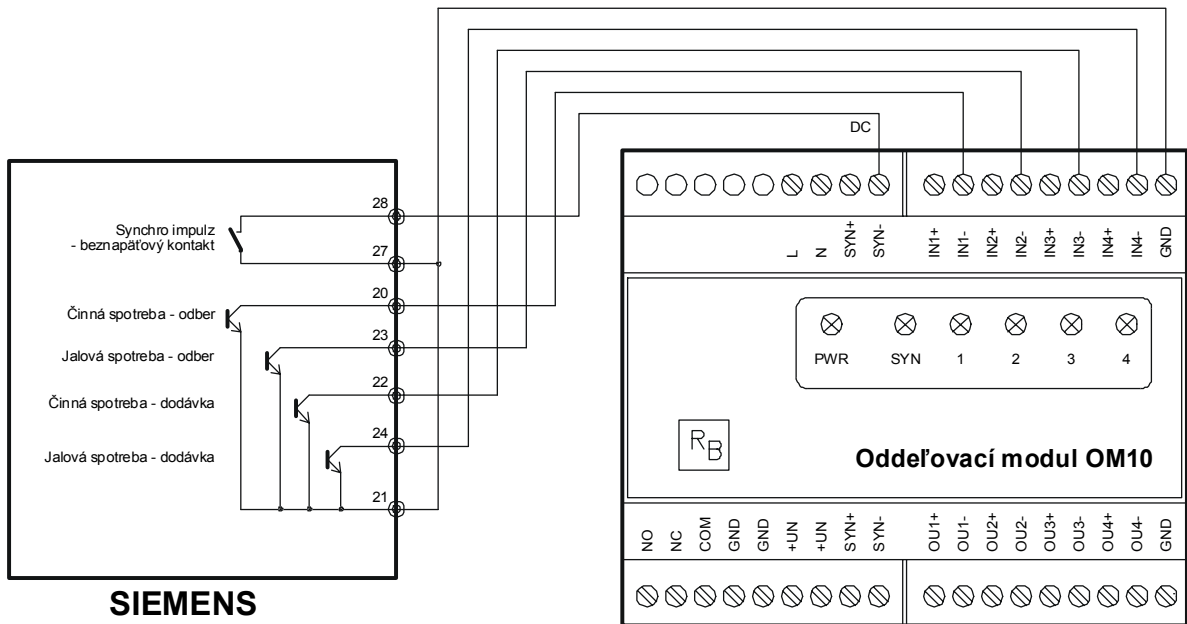 DC
28
Synchro impulz
- beznapäťový kontakt
27
20
Činná spotreba - odber
23
Jalová spotreba - odber
22
Činná spotreba - dodávka
24
Jalová spotreba - dodávka
21
SIEMENS
L
N
SYN+
SYN-
IN1+
IN1-
IN2+
IN2-
IN3+
IN3-
IN4+
IN4-
GND
PWR SYN 1 2 3 4
RB
Oddeľovací modul OM10
NO
NC
COM
GND
GND
+UN
+UN
SYN+
SYN-
OU1+
OU1-
OU2+
OU2-
OU3+
OU3-
OU4+
OU4-
GND